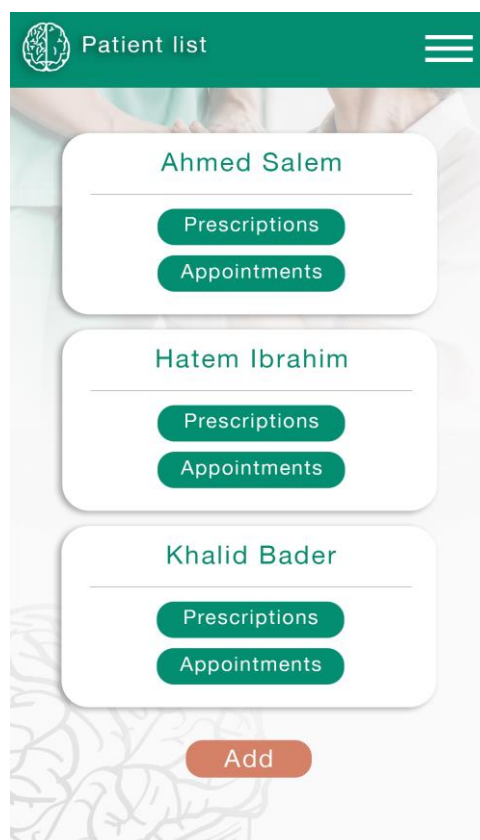 Patient list
Ahmed Salem
Prescriptions
Appointments
Hatem Ibrahim
Prescriptions
Appointments
Khalid Bader
Prescriptions
Appointments
Add